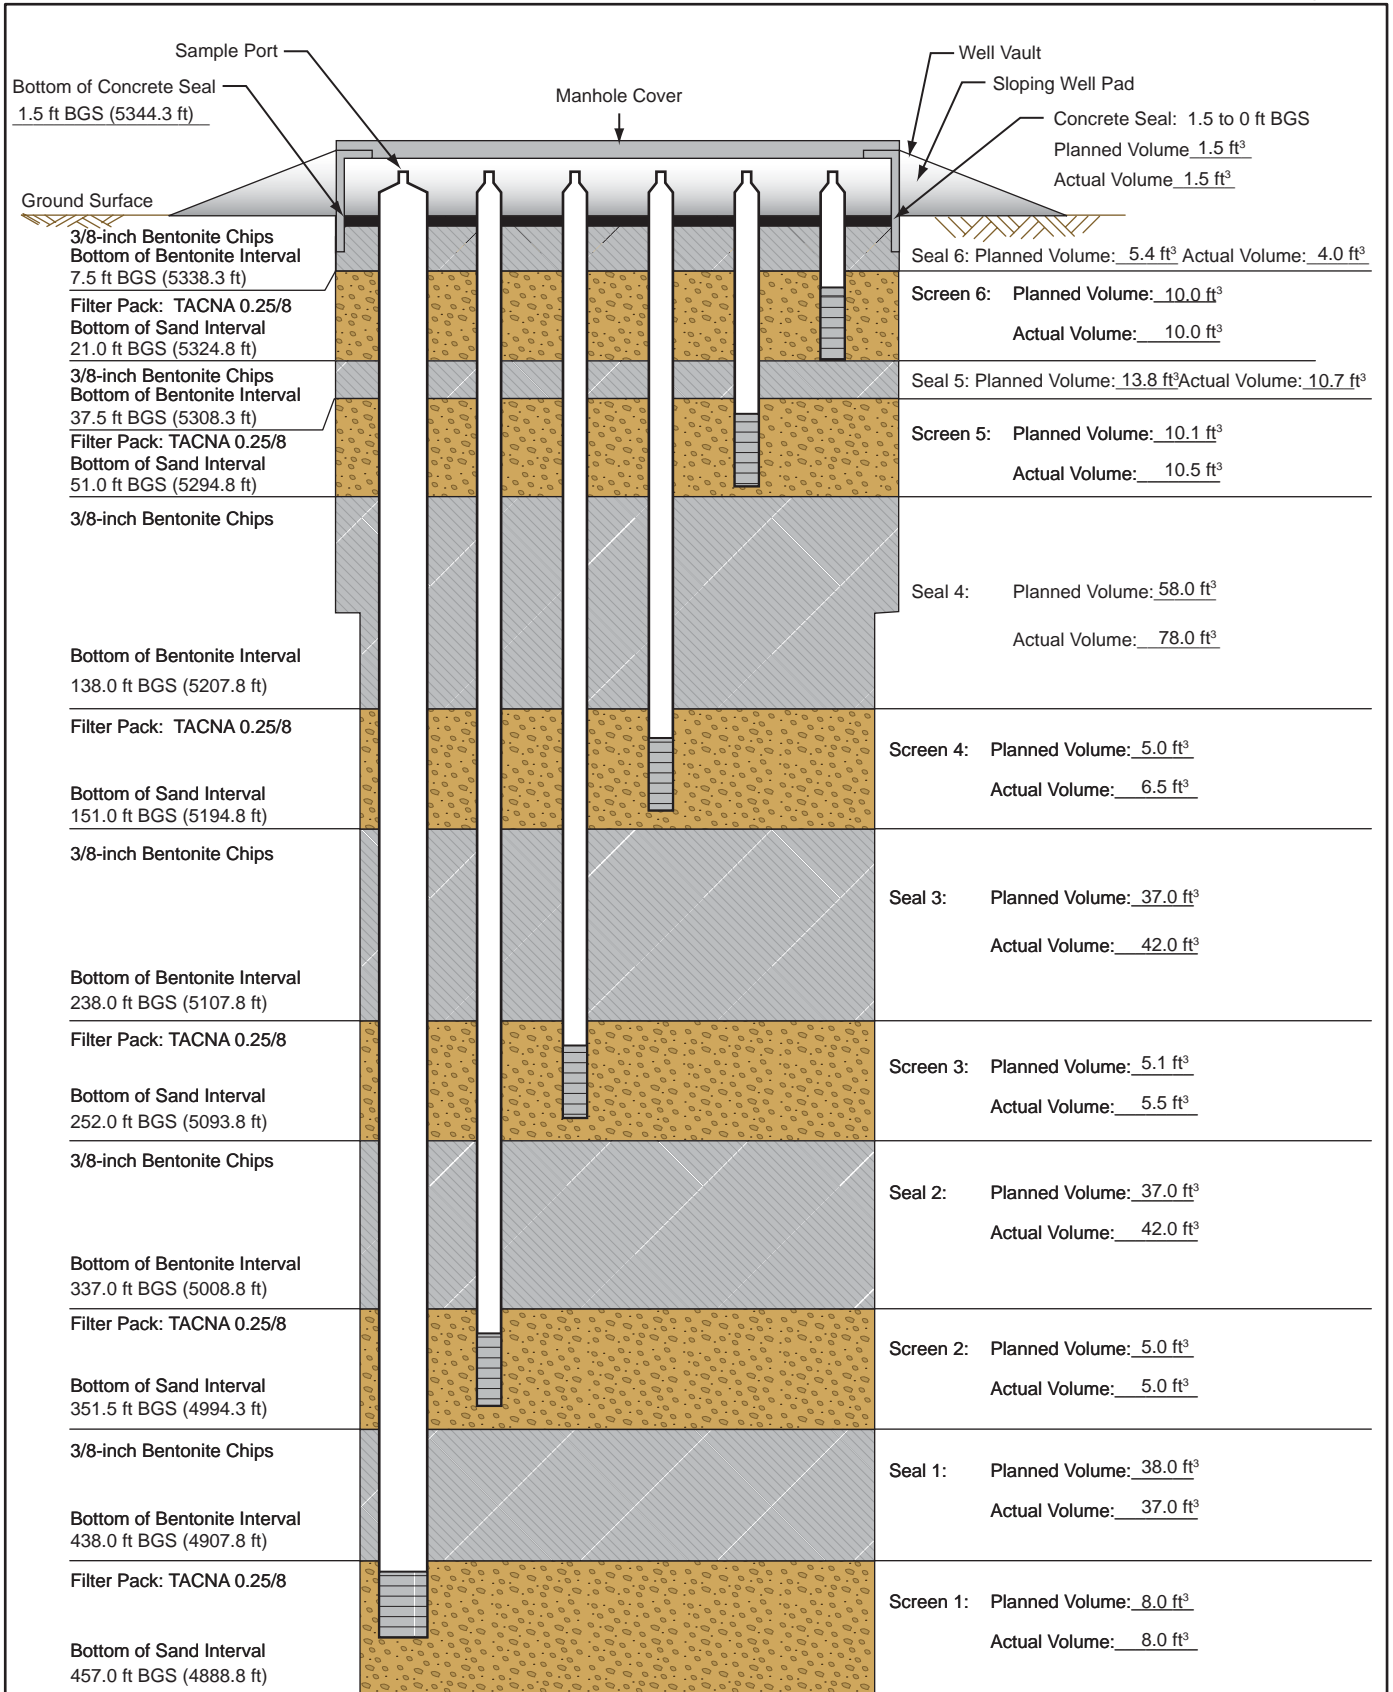 Sample Port
Bottom of Concrete Seal
1.5 ft BGS (5344.3 ft)
Manhole Cover
Well Vault
Sloping Well Pad
Concrete Seal: 1.5 to 0 ft BGS
Planned Volume 1.5 ft³
Actual Volume 1.5 ft³
Ground Surface
3/8-inch Bentonite Chips
Bottom of Bentonite Interval
7.5 ft BGS (5338.3 ft)
Seal 6: Planned Volume: 5.4 ft³ Actual Volume: 4.0 ft³
Filter Pack: TACNA 0.25/8
Bottom of Sand Interval
21.0 ft BGS (5324.8 ft)
Screen 6: Planned Volume: 10.0 ft³
Actual Volume: 10.0 ft³
3/8-inch Bentonite Chips
Bottom of Bentonite Interval
37.5 ft BGS (5308.3 ft)
Seal 5: Planned Volume: 13.8 ft³ Actual Volume: 10.7 ft³
Filter Pack: TACNA 0.25/8
Bottom of Sand Interval
51.0 ft BGS (5294.8 ft)
Screen 5: Planned Volume: 10.1 ft³
Actual Volume: 10.5 ft³
3/8-inch Bentonite Chips
Bottom of Bentonite Interval
138.0 ft BGS (5207.8 ft)
Seal 4: Planned Volume: 58.0 ft³
Actual Volume: 78.0 ft³
Filter Pack: TACNA 0.25/8
Bottom of Sand Interval
151.0 ft BGS (5194.8 ft)
Screen 4: Planned Volume: 5.0 ft³
Actual Volume: 6.5 ft³
3/8-inch Bentonite Chips
Bottom of Bentonite Interval
238.0 ft BGS (5107.8 ft)
Seal 3: Planned Volume: 37.0 ft³
Actual Volume: 42.0 ft³
Filter Pack: TACNA 0.25/8
Bottom of Sand Interval
252.0 ft BGS (5093.8 ft)
Screen 3: Planned Volume: 5.1 ft³
Actual Volume: 5.5 ft³
3/8-inch Bentonite Chips
Bottom of Bentonite Interval
337.0 ft BGS (5008.8 ft)
Seal 2: Planned Volume: 37.0 ft³
Actual Volume: 42.0 ft³
Filter Pack: TACNA 0.25/8
Bottom of Sand Interval
351.5 ft BGS (4994.3 ft)
Screen 2: Planned Volume: 5.0 ft³
Actual Volume: 5.0 ft³
3/8-inch Bentonite Chips
Bottom of Bentonite Interval
438.0 ft BGS (4907.8 ft)
Seal 1: Planned Volume: 38.0 ft³
Actual Volume: 37.0 ft³
Filter Pack: TACNA 0.25/8
Bottom of Sand Interval
457.0 ft BGS (4888.8 ft)
Screen 1: Planned Volume: 8.0 ft³
Actual Volume: 8.0 ft³